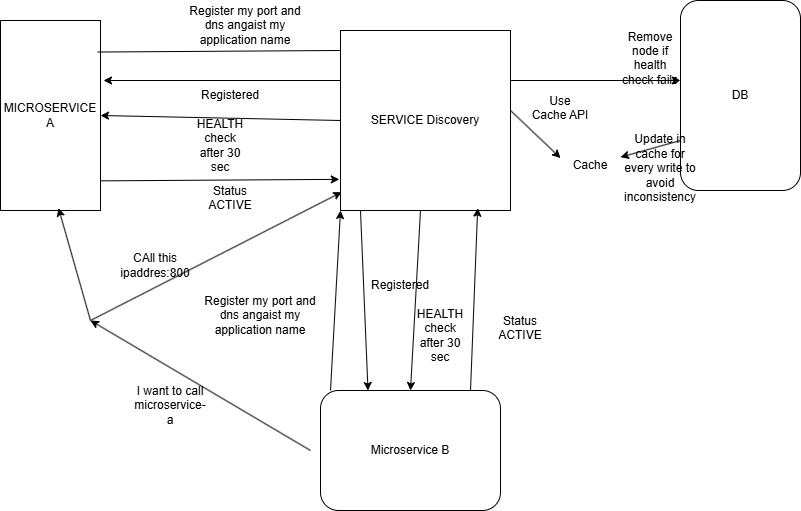 Register my port and
dns angaist my
application name
MICROSERVICE
A
Registered
HEALTH
check
after 30
sec
Status
ACTIVE
SERVICE Discovery
Remove
node if
health
check fails
DB
Use
Cache API
Cache
Update in
cache for
every write to
avoid
inconsistency
CAll this
ipaddres:800
Register my port and
dns angaist my
application name
Registered
HEALTH
check
after 30
sec
Status
ACTIVE
I want to call
microservice-
a
Microservice B